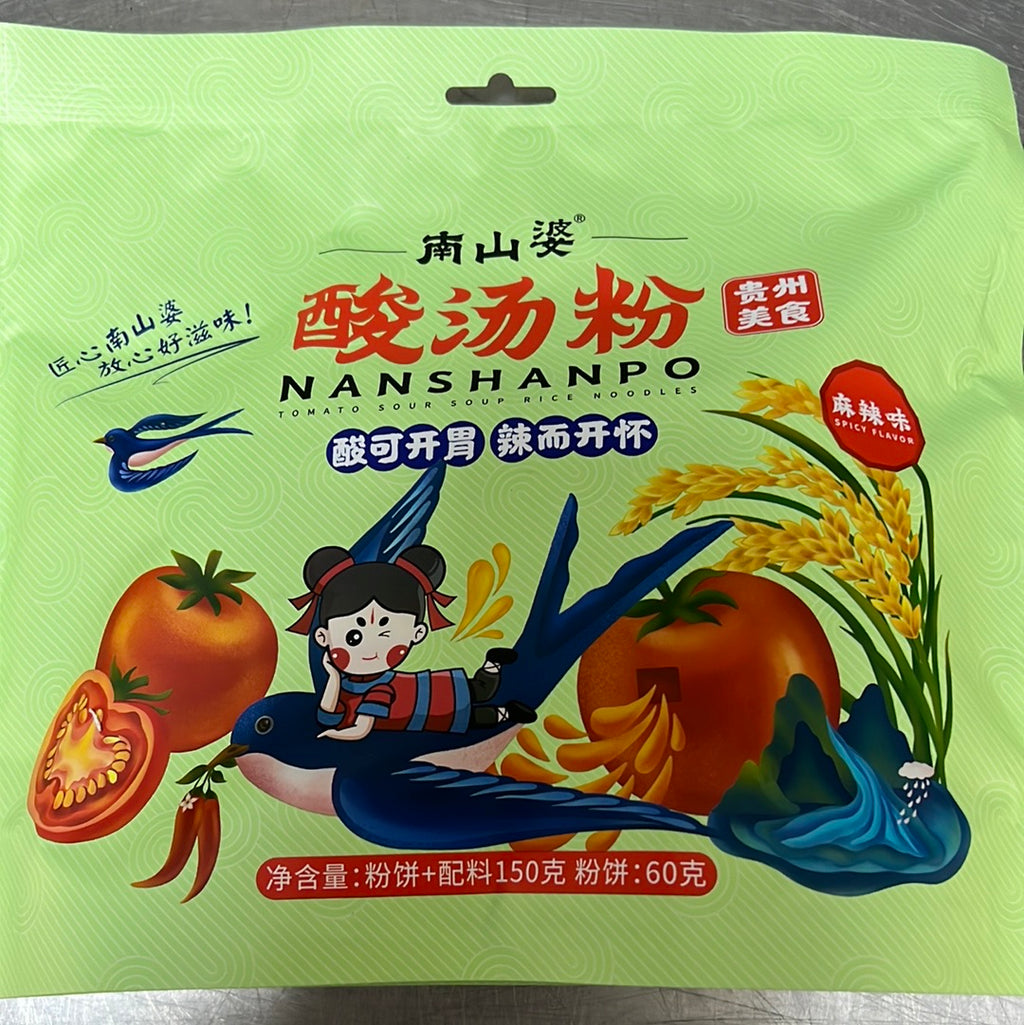 南山婆®
酸汤粉
贵州
美食
匠心南山婆
放心好滋味!
NANSHANPO
TOMATO SOUR SOUP RICE NOODLES
酸可开胃 辣而开怀
麻辣味
SPICY FLAVOR
净含量:粉饼+配料150克 粉饼:60克